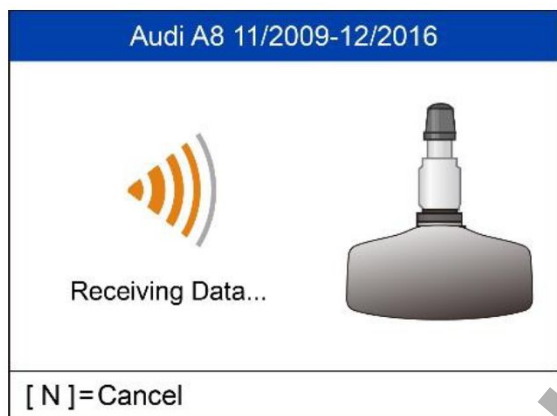 Audi A8 11/2009-12/2016
Receiving Data...
[ N ]=Cancel